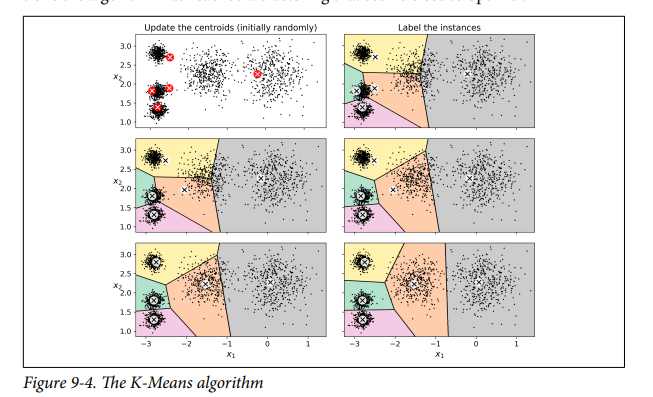 Update the centroids (initially randomly)
Label the instances
3.0
2.5
x2
2.0
1.5
1.0
3.0
2.5
x2
2.0
1.5
1.0
3.0
2.5
x2
2.0
1.5
1.0
−3 −2 −1 0 1
x1
−3 −2 −1 0 1
x1
Figure 9-4. The K-Means algorithm